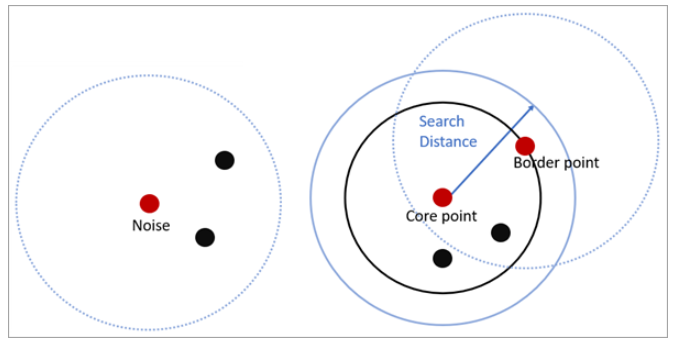 Noise
Search
Distance
Border point
Core point